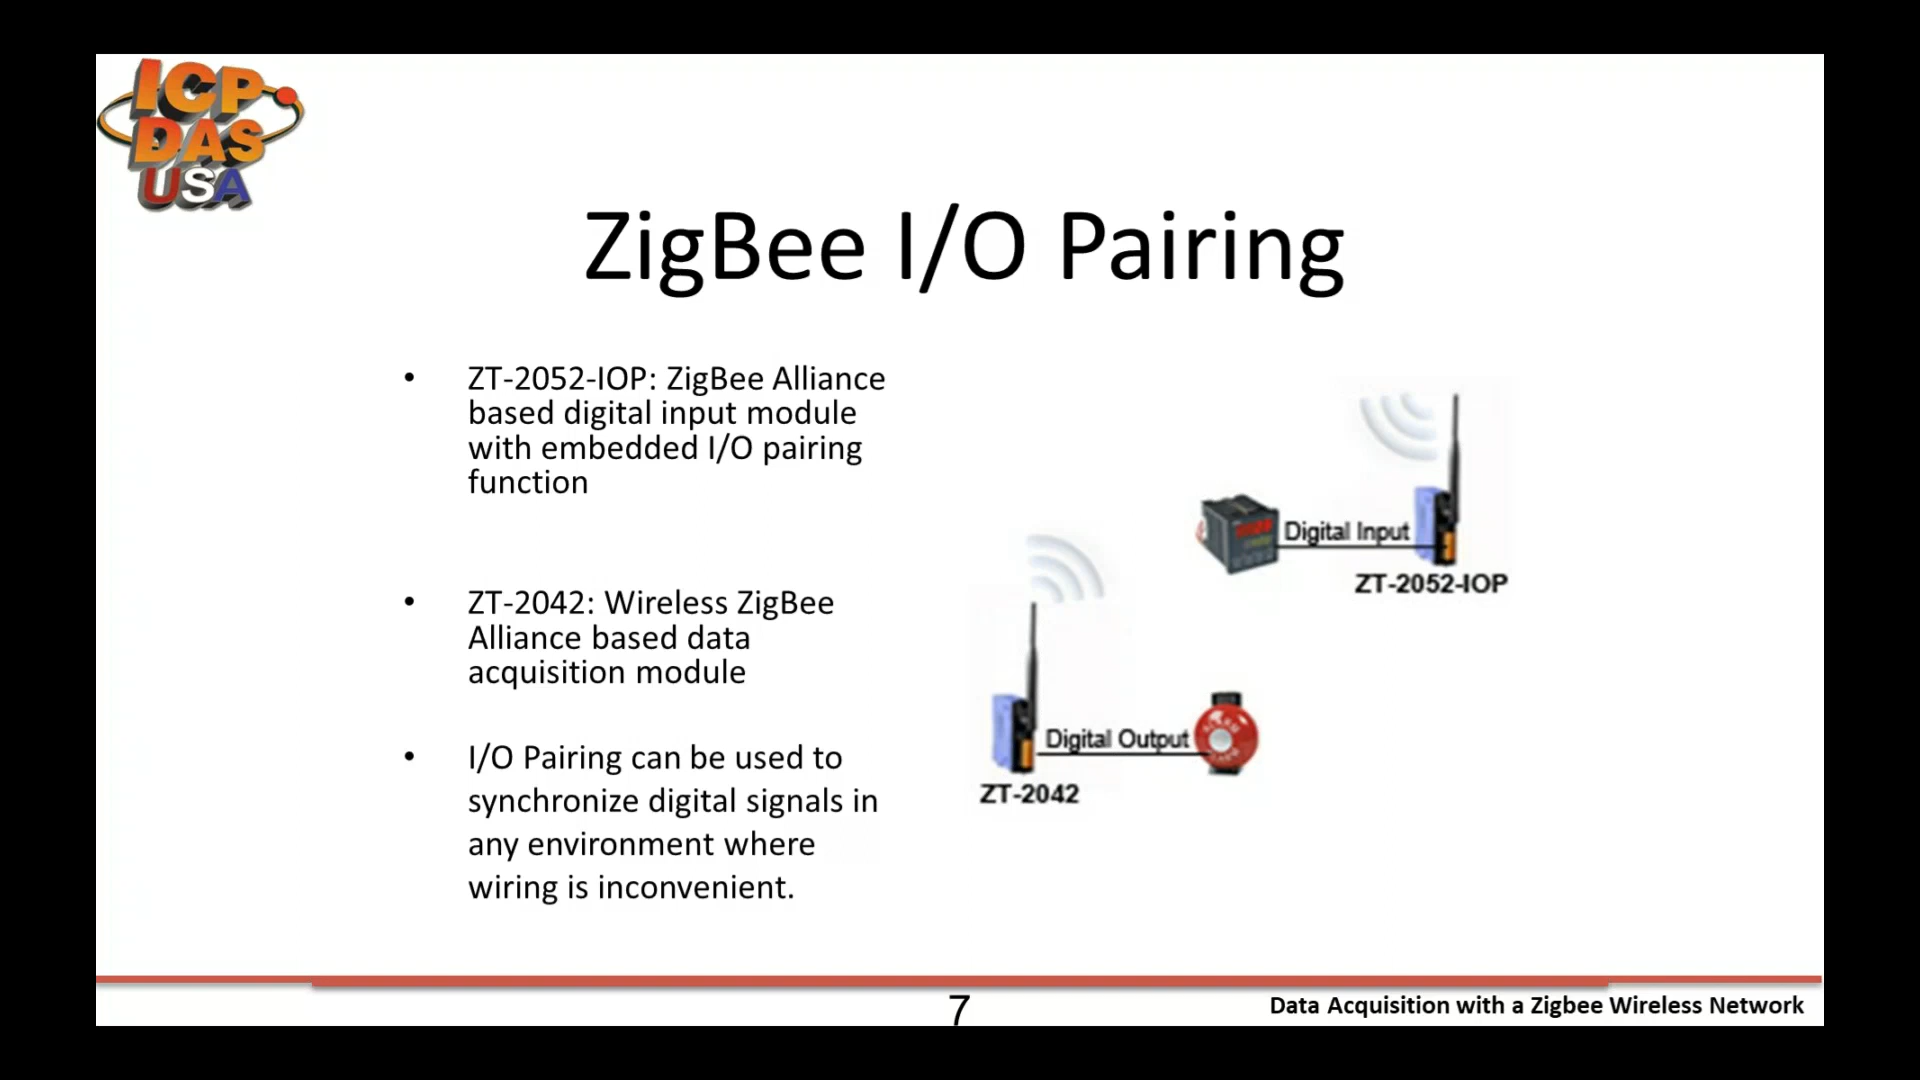 ICP
DAS
USA
ZigBee I/O Pairing
• ZT-2052-IOP: ZigBee Alliance
based digital input module
with embedded I/O pairing
function
• ZT-2042: Wireless ZigBee
Alliance based data
acquisition module
• I/O Pairing can be used to
synchronize digital signals in
any environment where
wiring is inconvenient.
Digital Input
ZT-2052-IOP
Digital Output
ZT-2042
7
Data Acquisition with a Zigbee Wireless Network